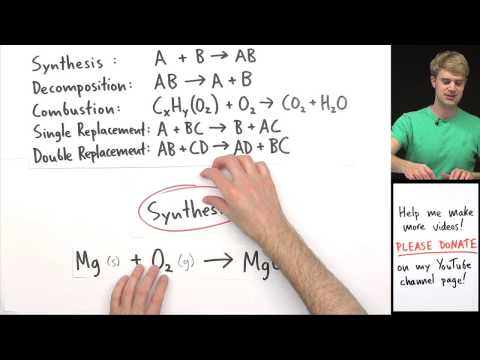 Synthesis : A + B → AB
Decomposition: AB → A + B
Combustion: CₓHᵧ(O₂) + O₂ → CO₂ + H₂O
Single Replacement: A + BC → B + AC
Double Replacement: AB + CD → AD + BC
Mg (s) + O₂ (g) →
Help me make
more videos!
PLEASE DONATE
on my YouTube
channel page!